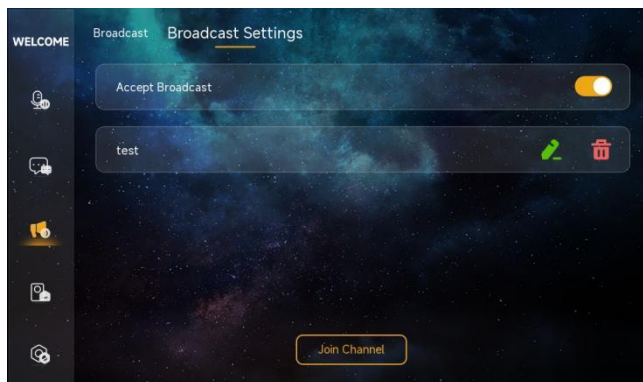 WELCOME
Broadcast Broadcast Settings
Accept Broadcast
test
Join Channel